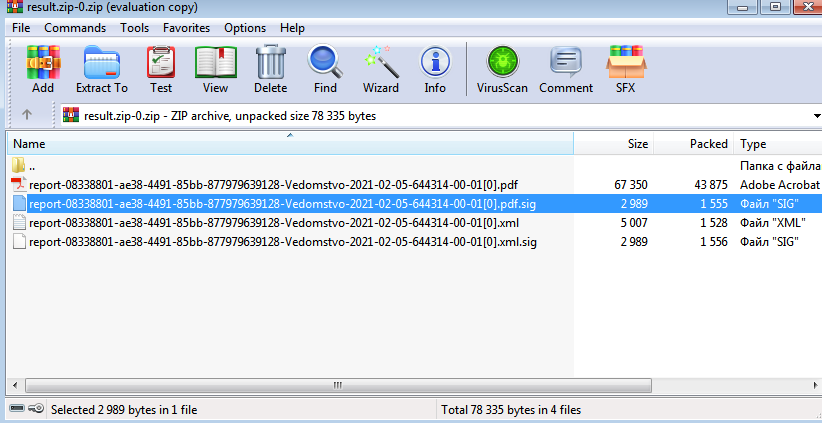 result.zip-0.zip (evaluation copy)
File Commands Tools Favorites Options Help
Add Extract To Test View Delete Find Wizard Info VirusScan Comment SFX
result.zip-0.zip - ZIP archive, unpacked size 78 335 bytes
Name Size Packed Type
.. Папка с файла
report-08338801-ae38-4491-85bb-877979639128-Vedomstvo-2021-02-05-644314-00-01[0].pdf 67 350 43 875 Adobe Acrobat
report-08338801-ae38-4491-85bb-877979639128-Vedomstvo-2021-02-05-644314-00-01[0].pdf.sig 2 989 1 555 Файл "SIG"
report-08338801-ae38-4491-85bb-877979639128-Vedomstvo-2021-02-05-644314-00-01[0].xml 5 007 1 528 Файл "XML"
report-08338801-ae38-4491-85bb-877979639128-Vedomstvo-2021-02-05-644314-00-01[0].xml.sig 2 989 1 556 Файл "SIG"
Selected 2 989 bytes in 1 file Total 78 335 bytes in 4 files